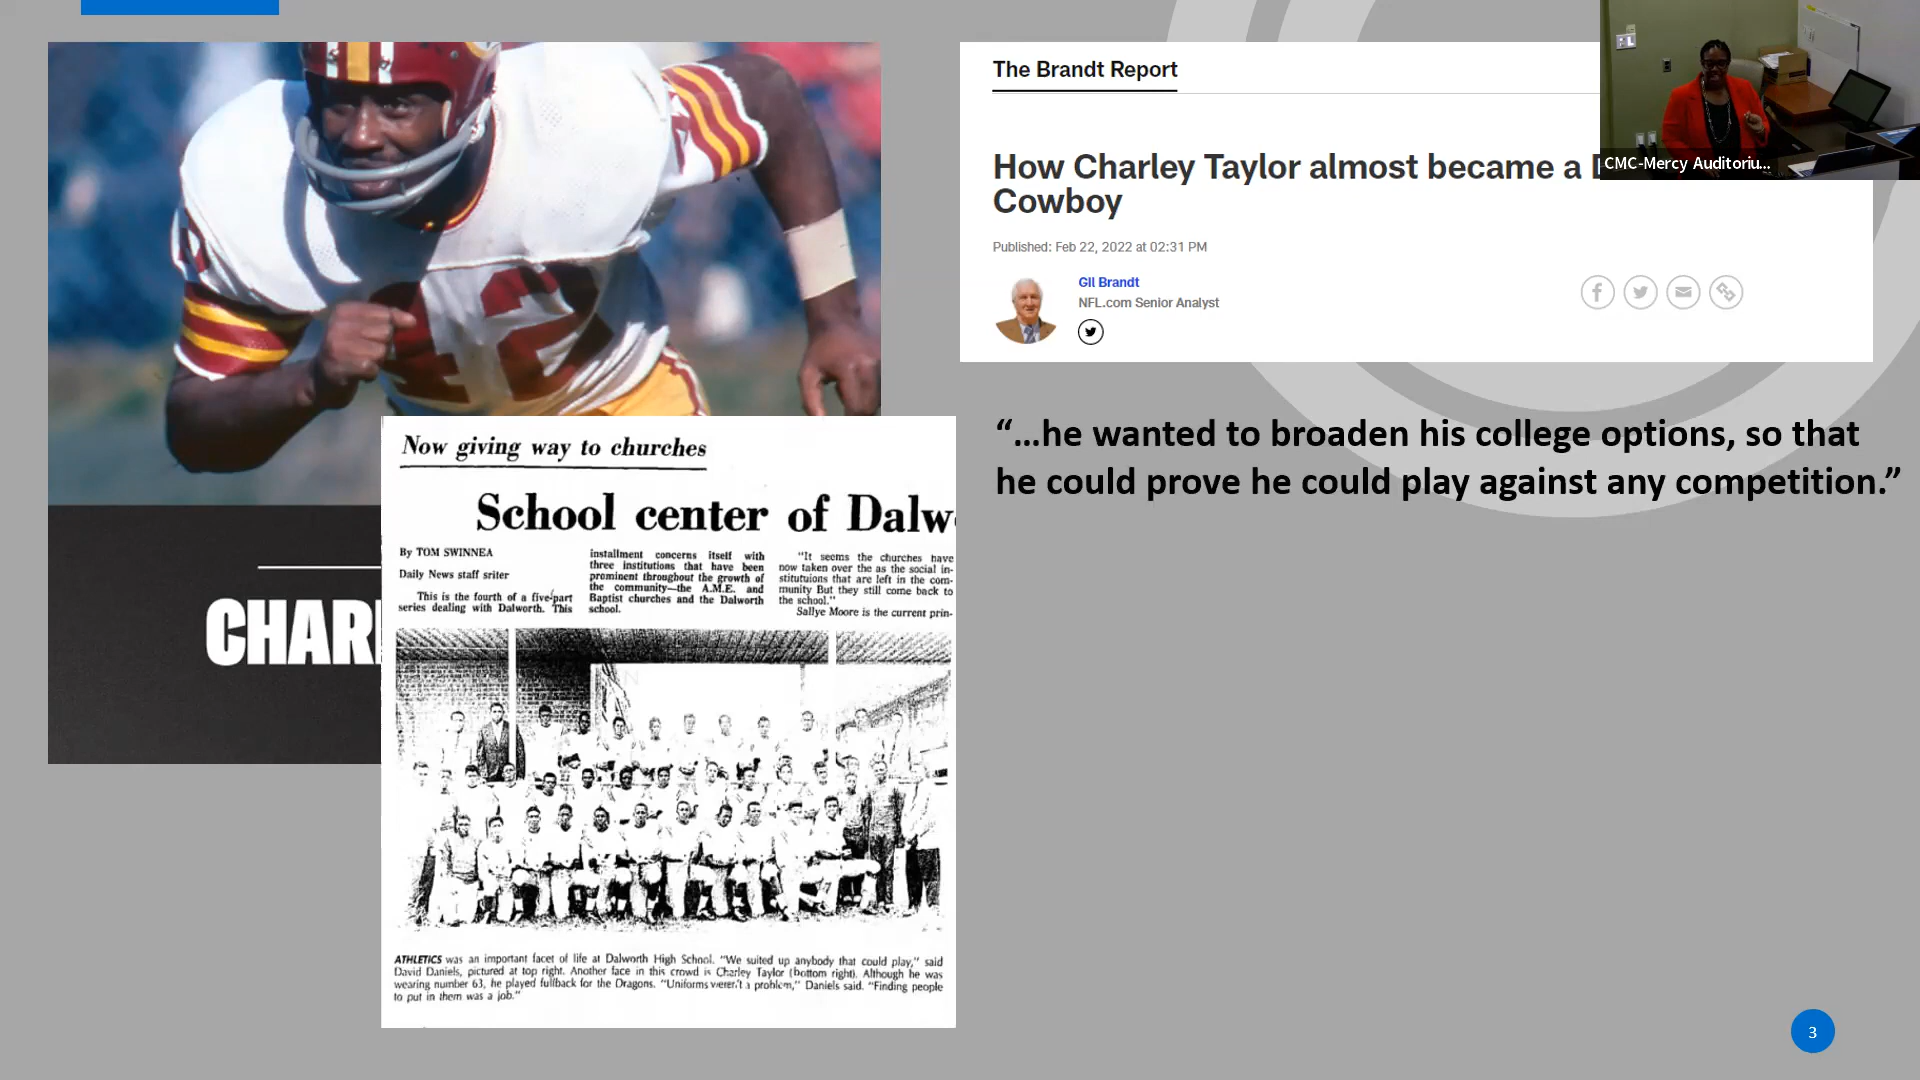 42
CHARL
Now giving way to churches
School center of Dalw
By TOM SWINNEA
Daily News staff sriter
This is the fourth of a five-part
series dealing with Dalworth. This
installment concerns itself with
three institutions that have been
prominent throughout the growth of
the community—the A.M.E. and
Baptist churches and the Dalworth
school.
"It seems the churches have
now taken over the as the social in-
stitutuions that are left in the com-
munity But they still come back to
the school."
Sallye Moore is the current prin-
ATHLETICS was an important facet of life at Dalworth High School. "We suited up anybody that could play," said
David Daniels, pictured at top right. Another face in this crowd is Charley Taylor (bottom right). Although he was
wearing number 63, he played fullback for the Dragons. "Uniforms weren't a problem," Daniels said. "Finding people
to put in them was a job."
The Brandt Report
How Charley Taylor almost became a
Cowboy
Published: Feb 22, 2022 at 02:31 PM
Gil Brandt
NFL.com Senior Analyst
CMC-Mercy Auditoriu...
“...he wanted to broaden his college options, so that
he could prove he could play against any competition.”
3